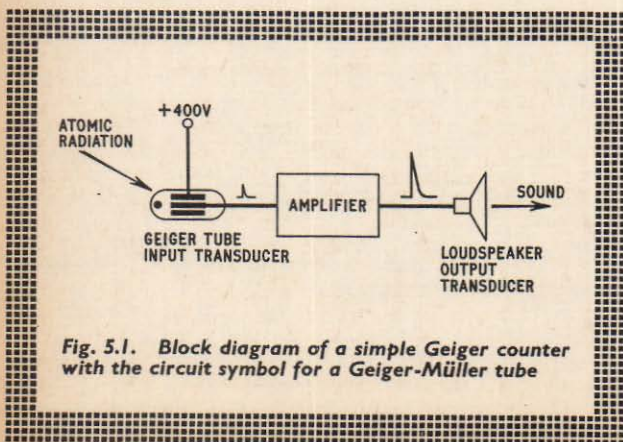 +400V
ATOMIC
RADIATION
AMPLIFIER
SOUND
GEIGER TUBE
INPUT TRANSDUCER
LOUDSPEAKER
OUTPUT
TRANSDUCER
Fig. 5.1. Block diagram of a simple Geiger counter
with the circuit symbol for a Geiger-Müller tube